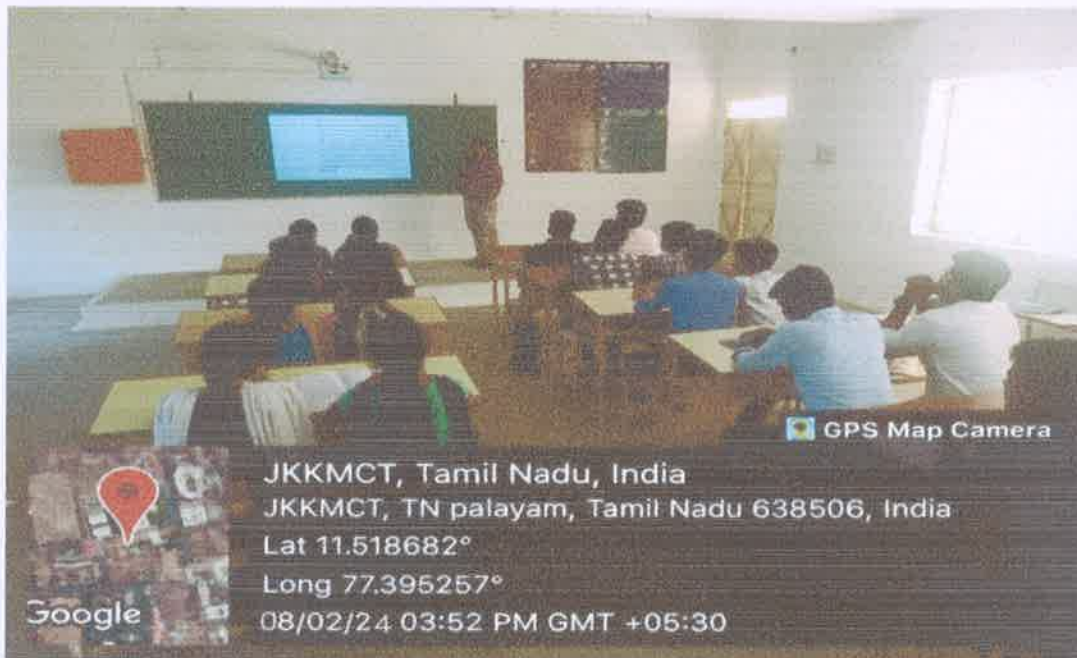 GPS Map Camera
JKKMCT, Tamil Nadu, India
JKKMCT, TN palayam, Tamil Nadu 638506, India
Lat 11.518682°
Long 77.395257°
08/02/24 03:52 PM GMT +05:30
Google